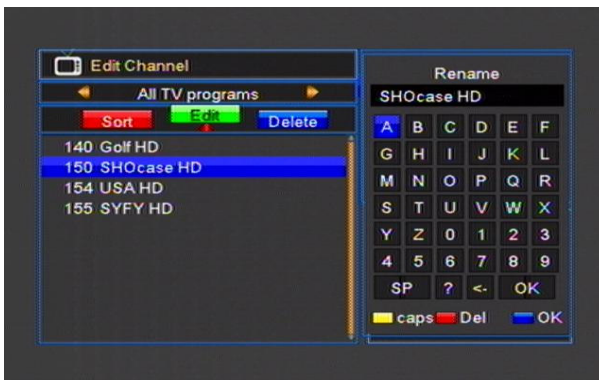 Edit Channel
All TV programs
Sort Edit Delete
140 Golf HD
150 SHOcase HD
154 USA HD
155 SYFY HD
Rename
SHOcase HD
A B C D E F
G H I J K L
M N O P Q R
S T U V W X
Y Z 0 1 2 3
4 5 6 7 8 9
SP ? <- OK
caps Del OK